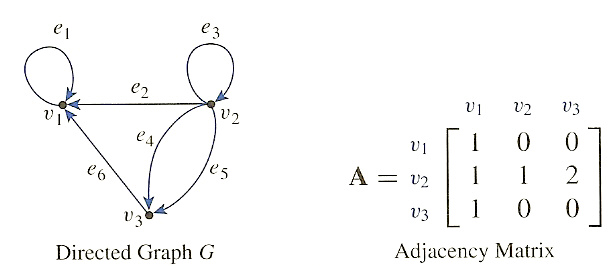 e1
e3
e2
v1
v2
e4
e6
e5
v3
Directed Graph G
v1 v2 v3
v1 1 0 0
A = v2 1 1 2
v3 1 0 0
Adjacency Matrix